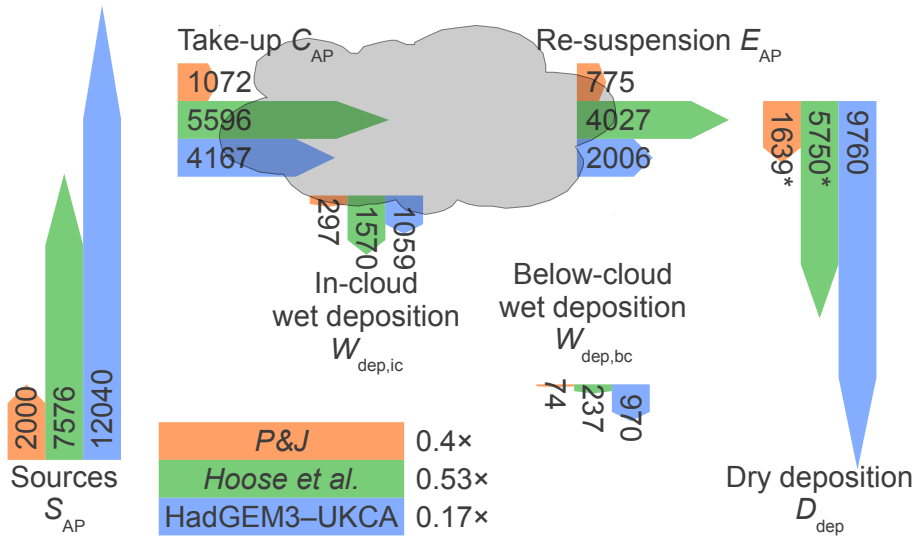 Take-up C_AP
1072
5596
4167
Re-suspension E_AP
775
4027
2006
1639*
5750*
9760
297
1570
1059
In-cloud
wet deposition
W_dep,ic
Below-cloud
wet deposition
W_dep,bc
74
237
970
2000
7576
12040
Sources
S_AP
P&J 0.4×
Hoose et al. 0.53×
HadGEM3–UKCA 0.17×
Dry deposition
D_dep